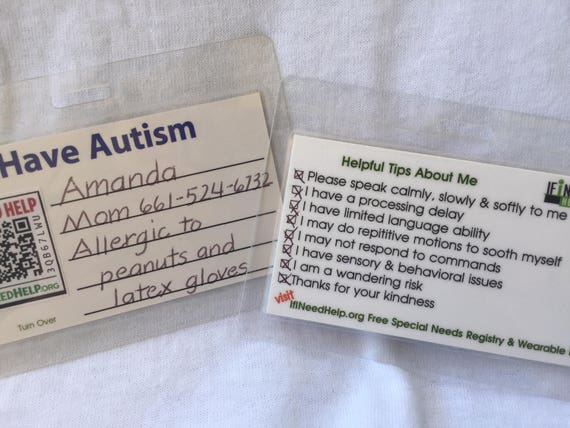 Have Autism
Amanda
Mom 661-524-6732
Allergic to
peanuts and
latex gloves
HELP
3QB67LWU
EEDHELP.ORG
Turn Over
Helpful Tips About Me
IFiN
Please speak calmly, slowly & softly to me
I have a processing delay
I have limited language ability
I may do repititive motions to sooth myself
I may not respond to commands
I have sensory & behavioral issues
I am a wandering risk
Thanks for your kindness
visit
IfINeedHelp.org Free Special Needs Registry & Wearable